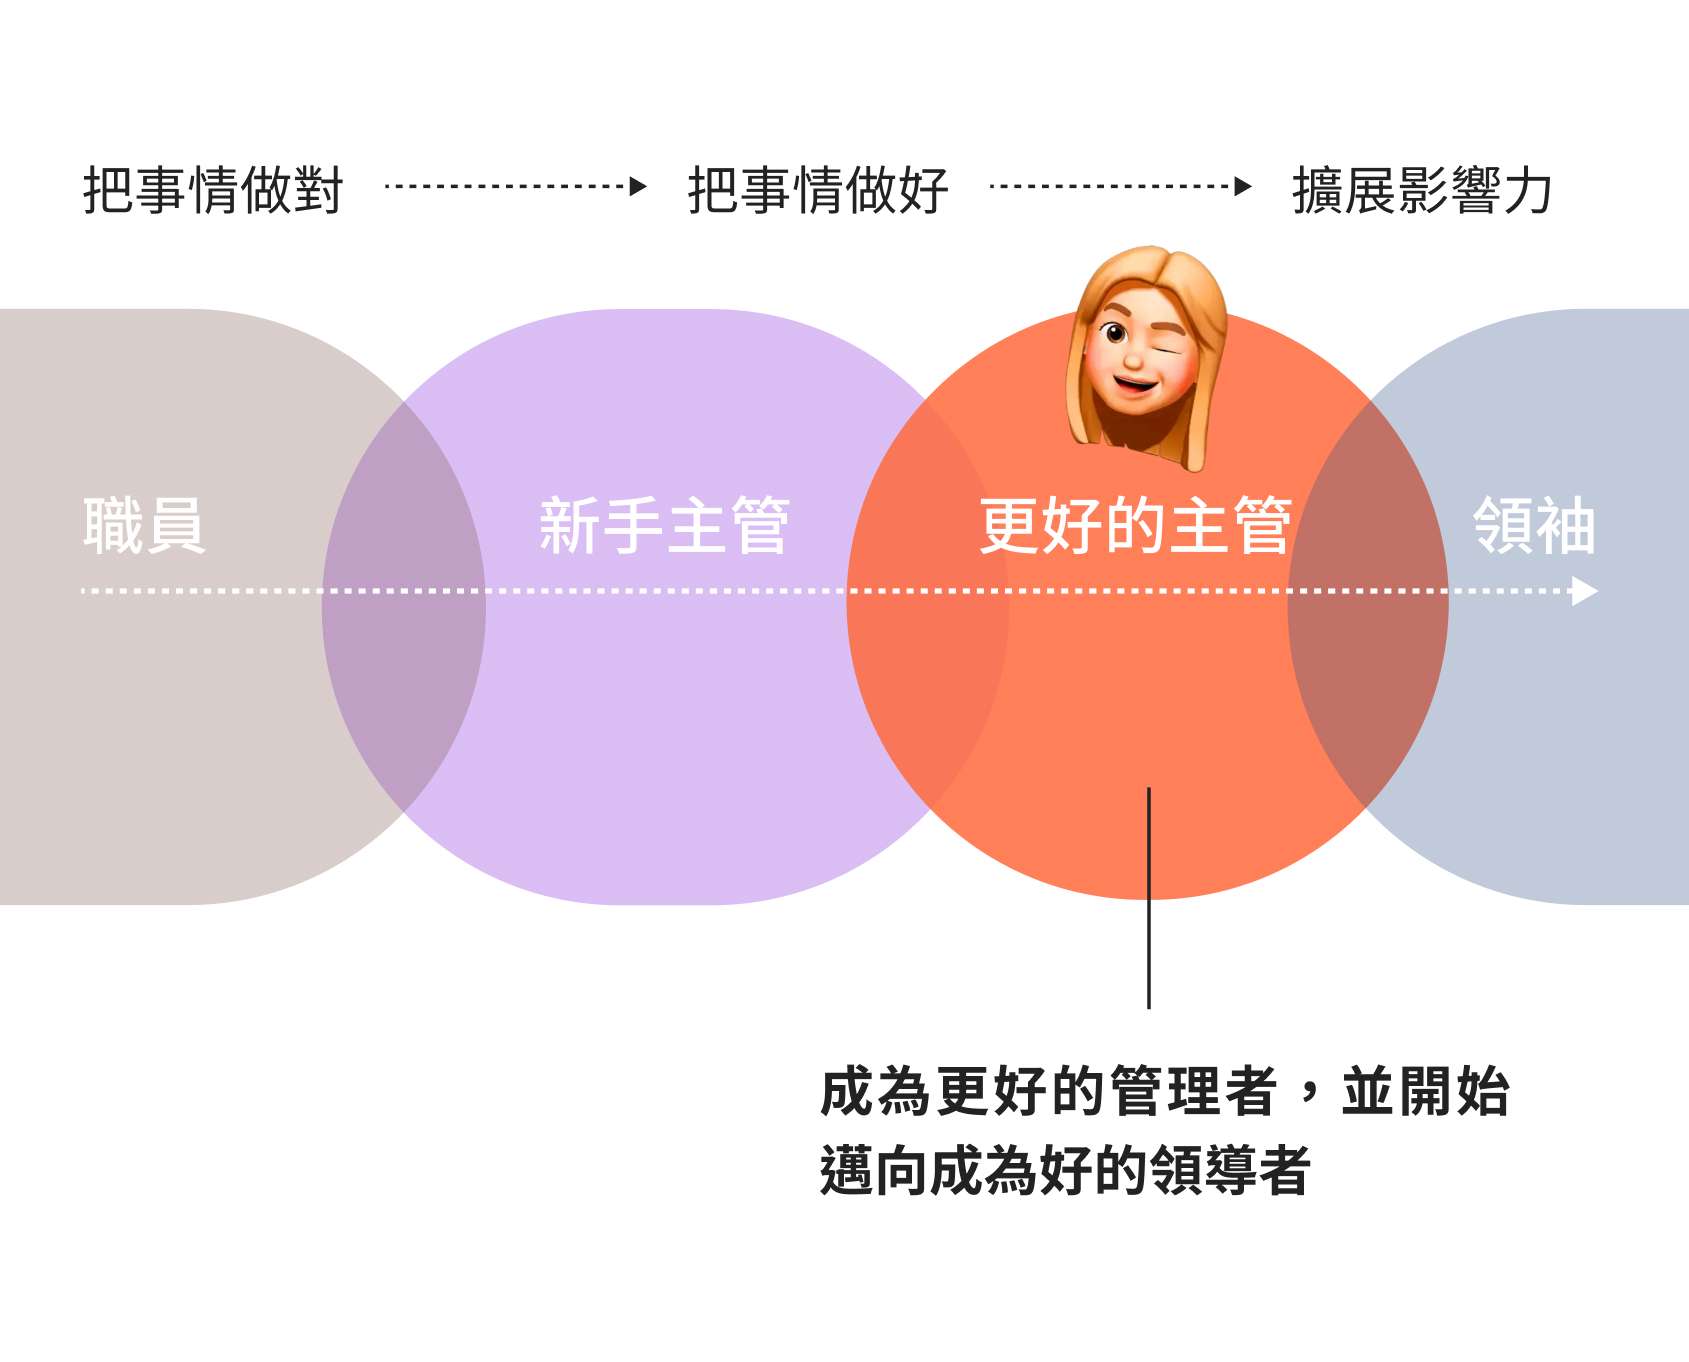 把事情做對 把事情做好 擴展影響力
職員 新手主管 更好的主管 領袖
成為更好的管理者，並開始
邁向成為好的領導者